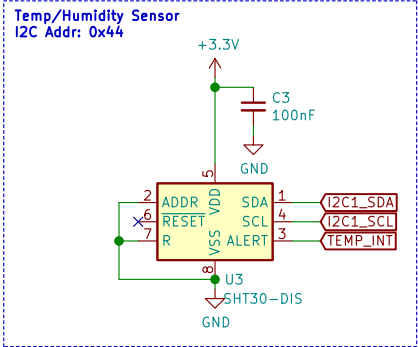 Temp/Humidity Sensor
I2C Addr: 0x44
+3.3V
C3
100nF
GND
5
VDD
2 ADDR SDA 1 I2C1_SDA
6 RESET SCL 4 I2C1_SCL
7 R ALERT 3 TEMP_INT
VSS
8
U3
SHT30-DIS
GND